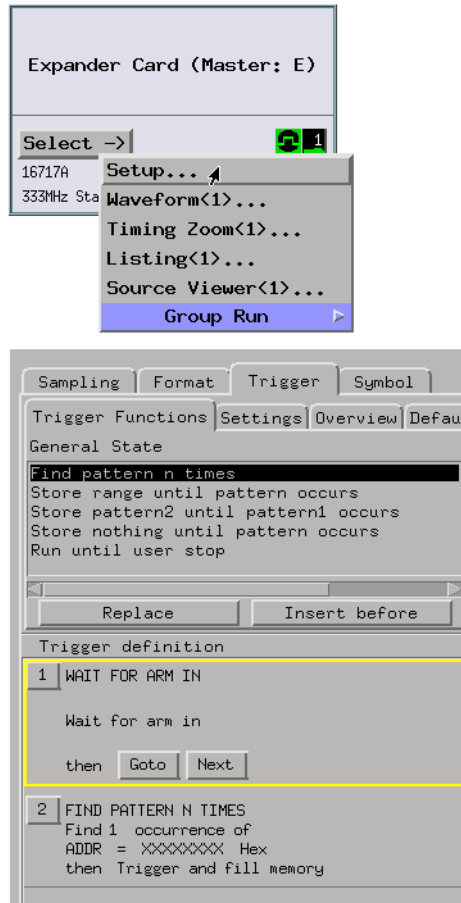 Expander Card (Master: E)
Select ->
1
16717A
Setup...
333MHz Sta
Waveform<1>...
Timing Zoom<1>...
Listing<1>...
Source Viewer<1>...
Group Run
Sampling Format Trigger Symbol
Trigger Functions Settings Overview Defau
General State
Find pattern n times
Store range until pattern occurs
Store pattern2 until pattern1 occurs
Store nothing until pattern occurs
Run until user stop
Replace Insert before
Trigger definition
1 WAIT FOR ARM IN
Wait for arm in
then Goto Next
2 FIND PATTERN N TIMES
Find 1 occurrence of
ADDR = XXXXXXXX Hex
then Trigger and fill memory